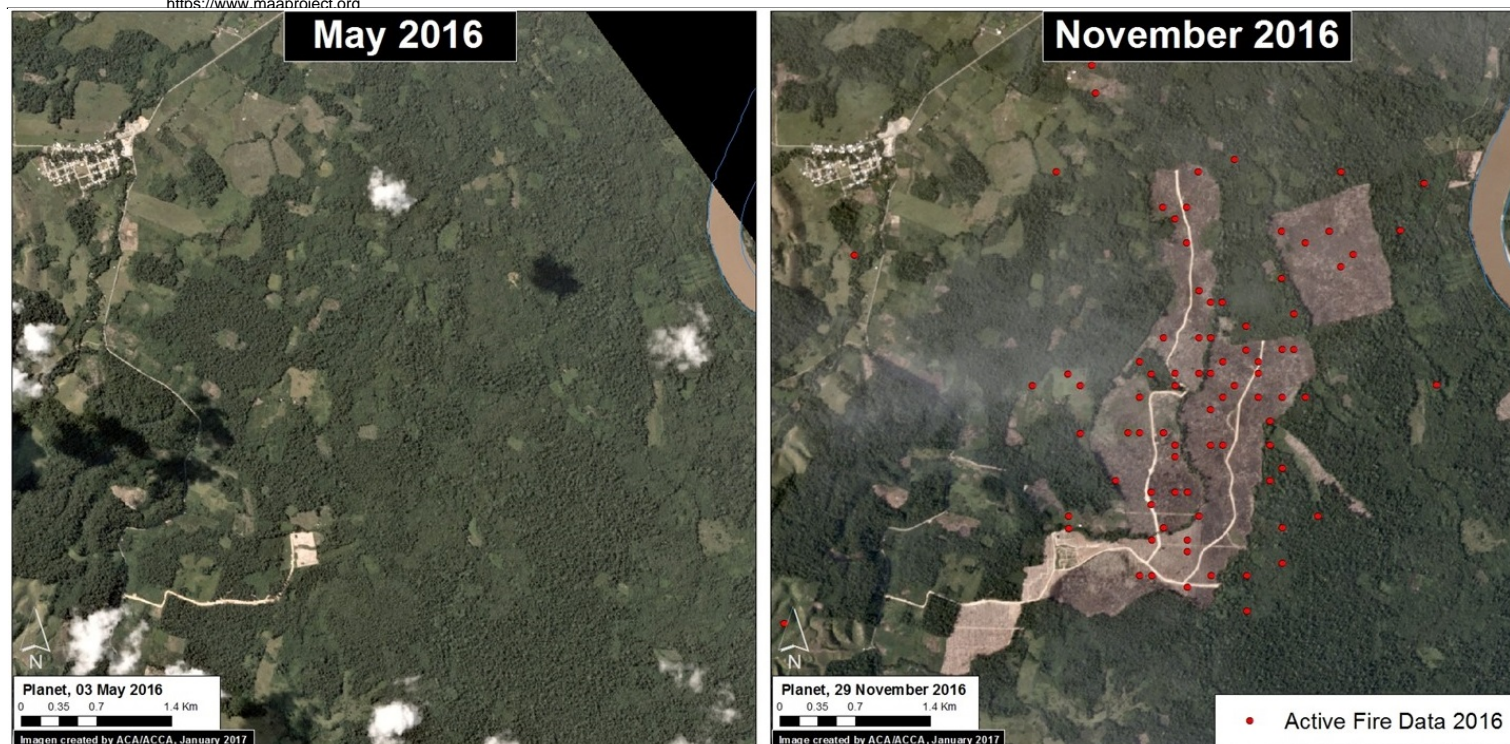 https://www.maaproject.org
May 2016
November 2016
N
Planet, 03 May 2016
0 0.35 0.7 1.4 Km
Imagen created by ACA/ACCA, January 2017
N
Planet, 29 November 2016
0 0.35 0.7 1.4 Km
Image created by ACA/ACCA, January 2017
Active Fire Data 2016